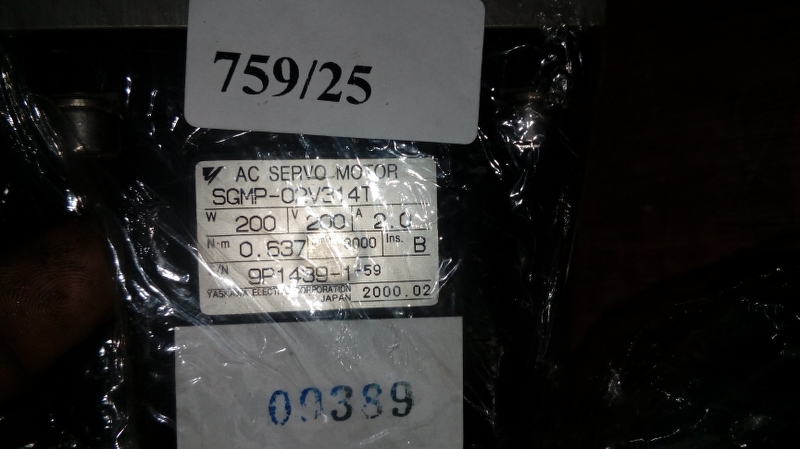 759/25
AC SERVO MOTOR
SGMP-02V314T
W 200 V 200 A 2.0
N·m 0.637 3000 Ins. B
S/N 9P1439-1-59
YASKAWA ELECTRIC CORPORATION
JAPAN 2000.02
09389